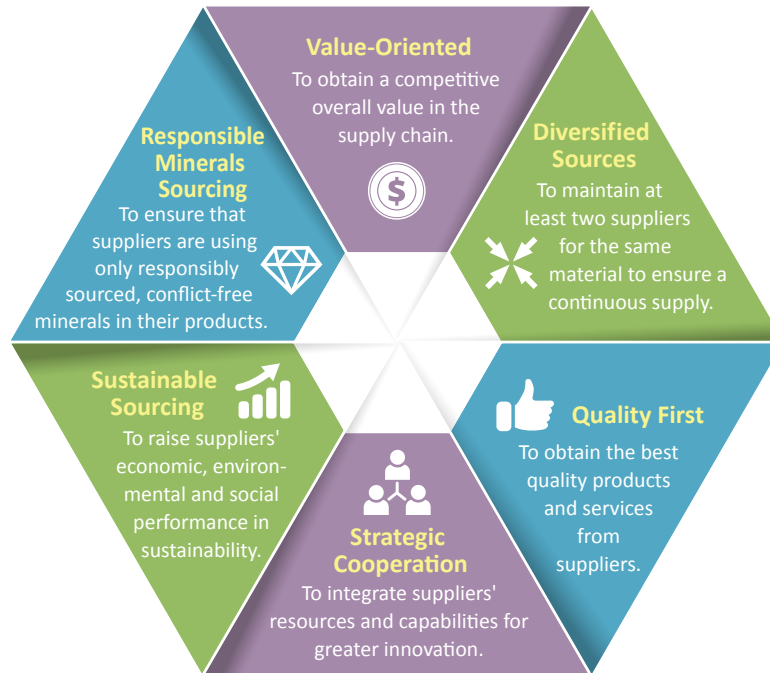 Value-Oriented
To obtain a competitive
overall value in the
supply chain.
$
Diversified
Sources
To maintain at
least two suppliers
for the same
material to ensure a
continuous supply.
Quality First
To obtain the best
quality products
and services
from
suppliers.
Strategic
Cooperation
To integrate suppliers'
resources and capabilities for
greater innovation.
Sustainable
Sourcing
To raise suppliers'
economic, environ-
mental and social
performance in
sustainability.
Responsible
Minerals
Sourcing
To ensure that
suppliers are using
only responsibly
sourced, conflict-free
minerals in their products.